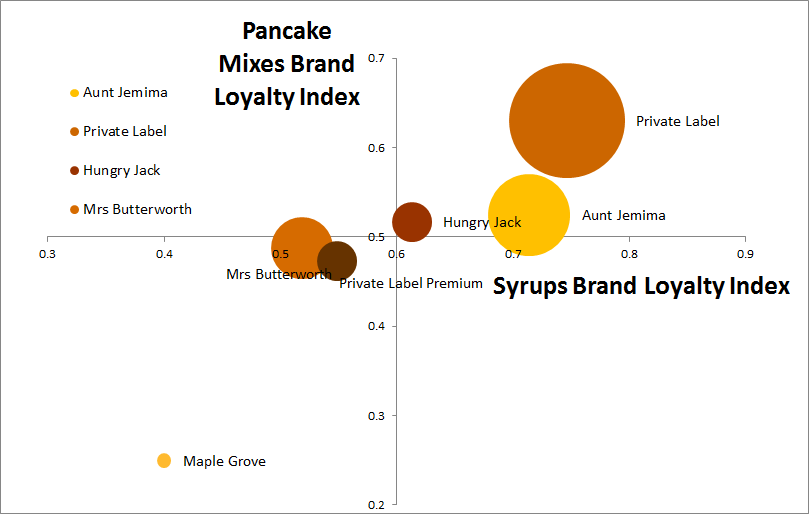 Pancake
Mixes Brand
Loyalty Index
Aunt Jemima
Private Label
Hungry Jack
Mrs Butterworth
0.7
0.6
0.5
0.4
0.3
0.2
0.3
0.4
0.5
0.6
0.7
0.8
0.9
Private Label
Aunt Jemima
Hungry Jack
Mrs Butterworth
Private Label Premium
Syrups Brand Loyalty Index
Maple Grove